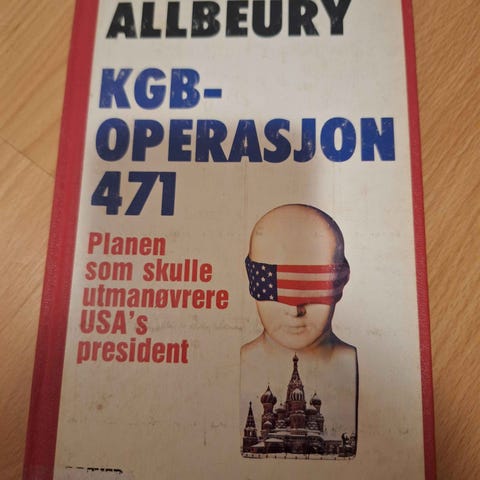 ALLBEURY
KGB-
OPERASJON
471
Planen
som skulle
utmanøvrere
USA's
president